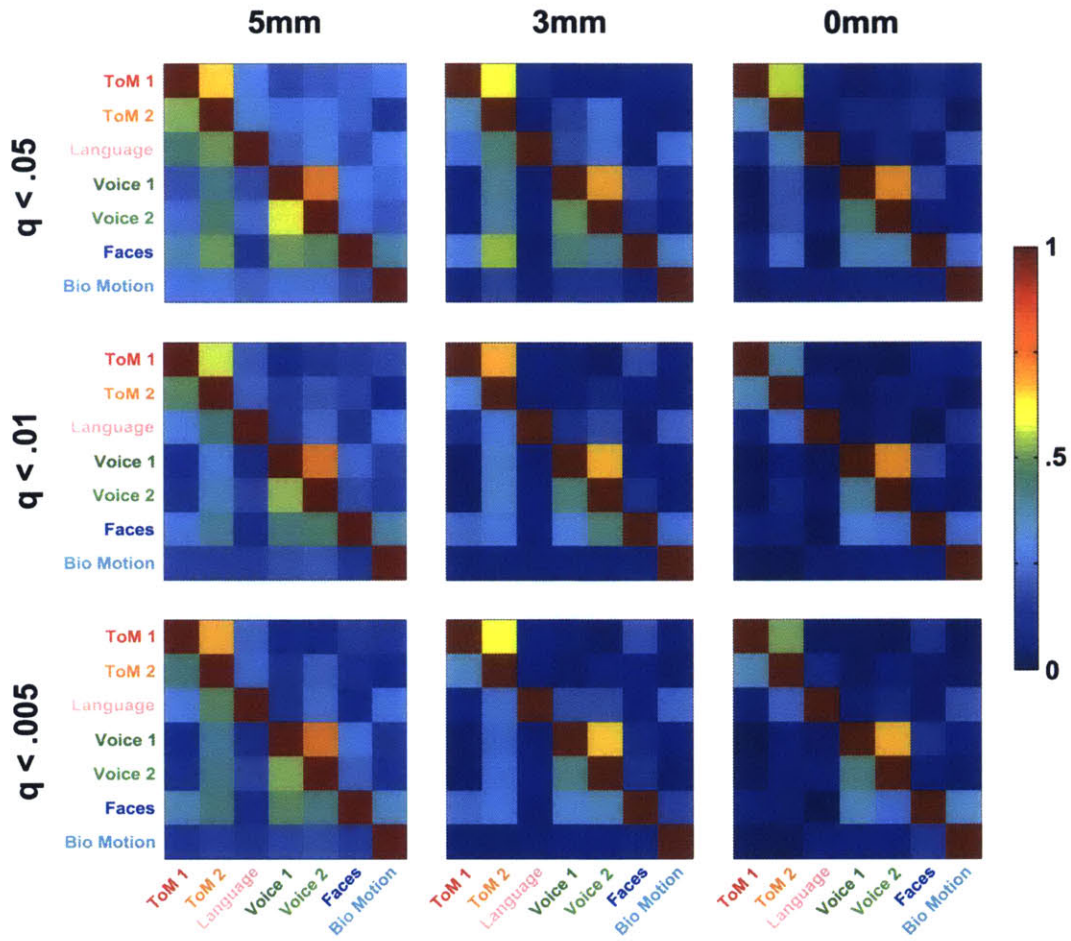 5mm 3mm 0mm
q < .05
ToM 1
ToM 2
Language
Voice 1
Voice 2
Faces
Bio Motion
q < .01
ToM 1
ToM 2
Language
Voice 1
Voice 2
Faces
Bio Motion
q < .005
ToM 1
ToM 2
Language
Voice 1
Voice 2
Faces
Bio Motion
1
.5
0
ToM 1 ToM 2 Language Voice 1 Voice 2 Faces Bio Motion
ToM 1 ToM 2 Language Voice 1 Voice 2 Faces Bio Motion
ToM 1 ToM 2 Language Voice 1 Voice 2 Faces Bio Motion